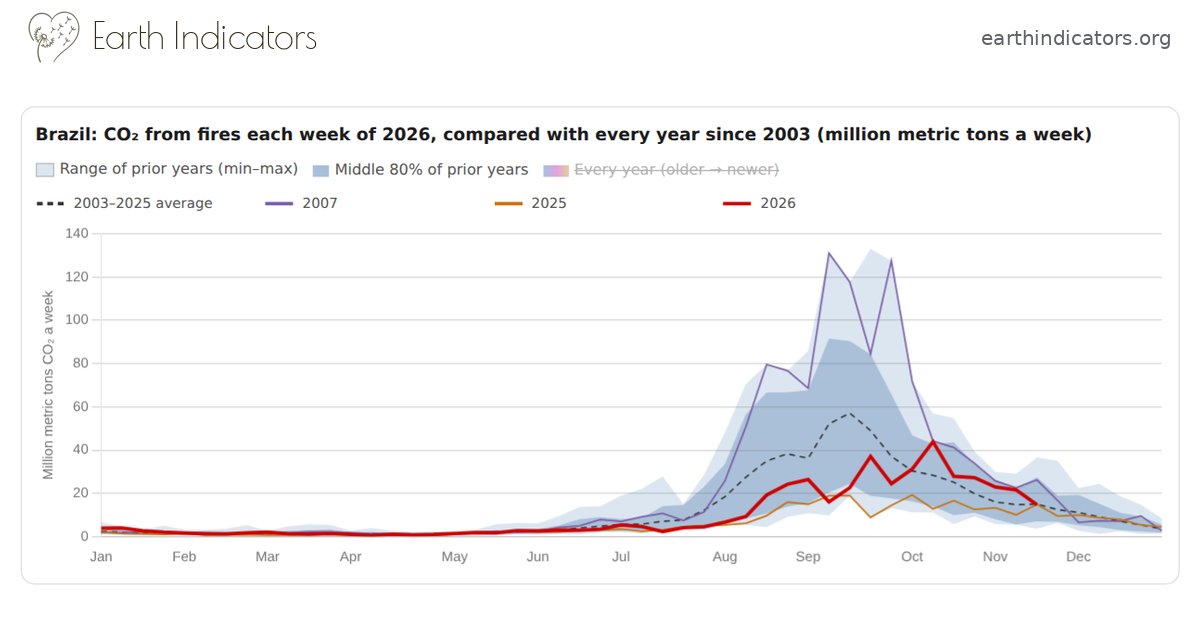 Earth Indicators
earthindicators.org
Brazil: CO₂ from fires each week of 2026, compared with every year since 2003 (million metric tons a week)
Range of prior years (min–max) Middle 80% of prior years Every year (older → newer)
2003–2025 average 2007 2025 2026
Million metric tons CO₂ a week
140
120
100
80
60
40
20
0
Jan Feb Mar Apr May Jun Jul Aug Sep Oct Nov Dec